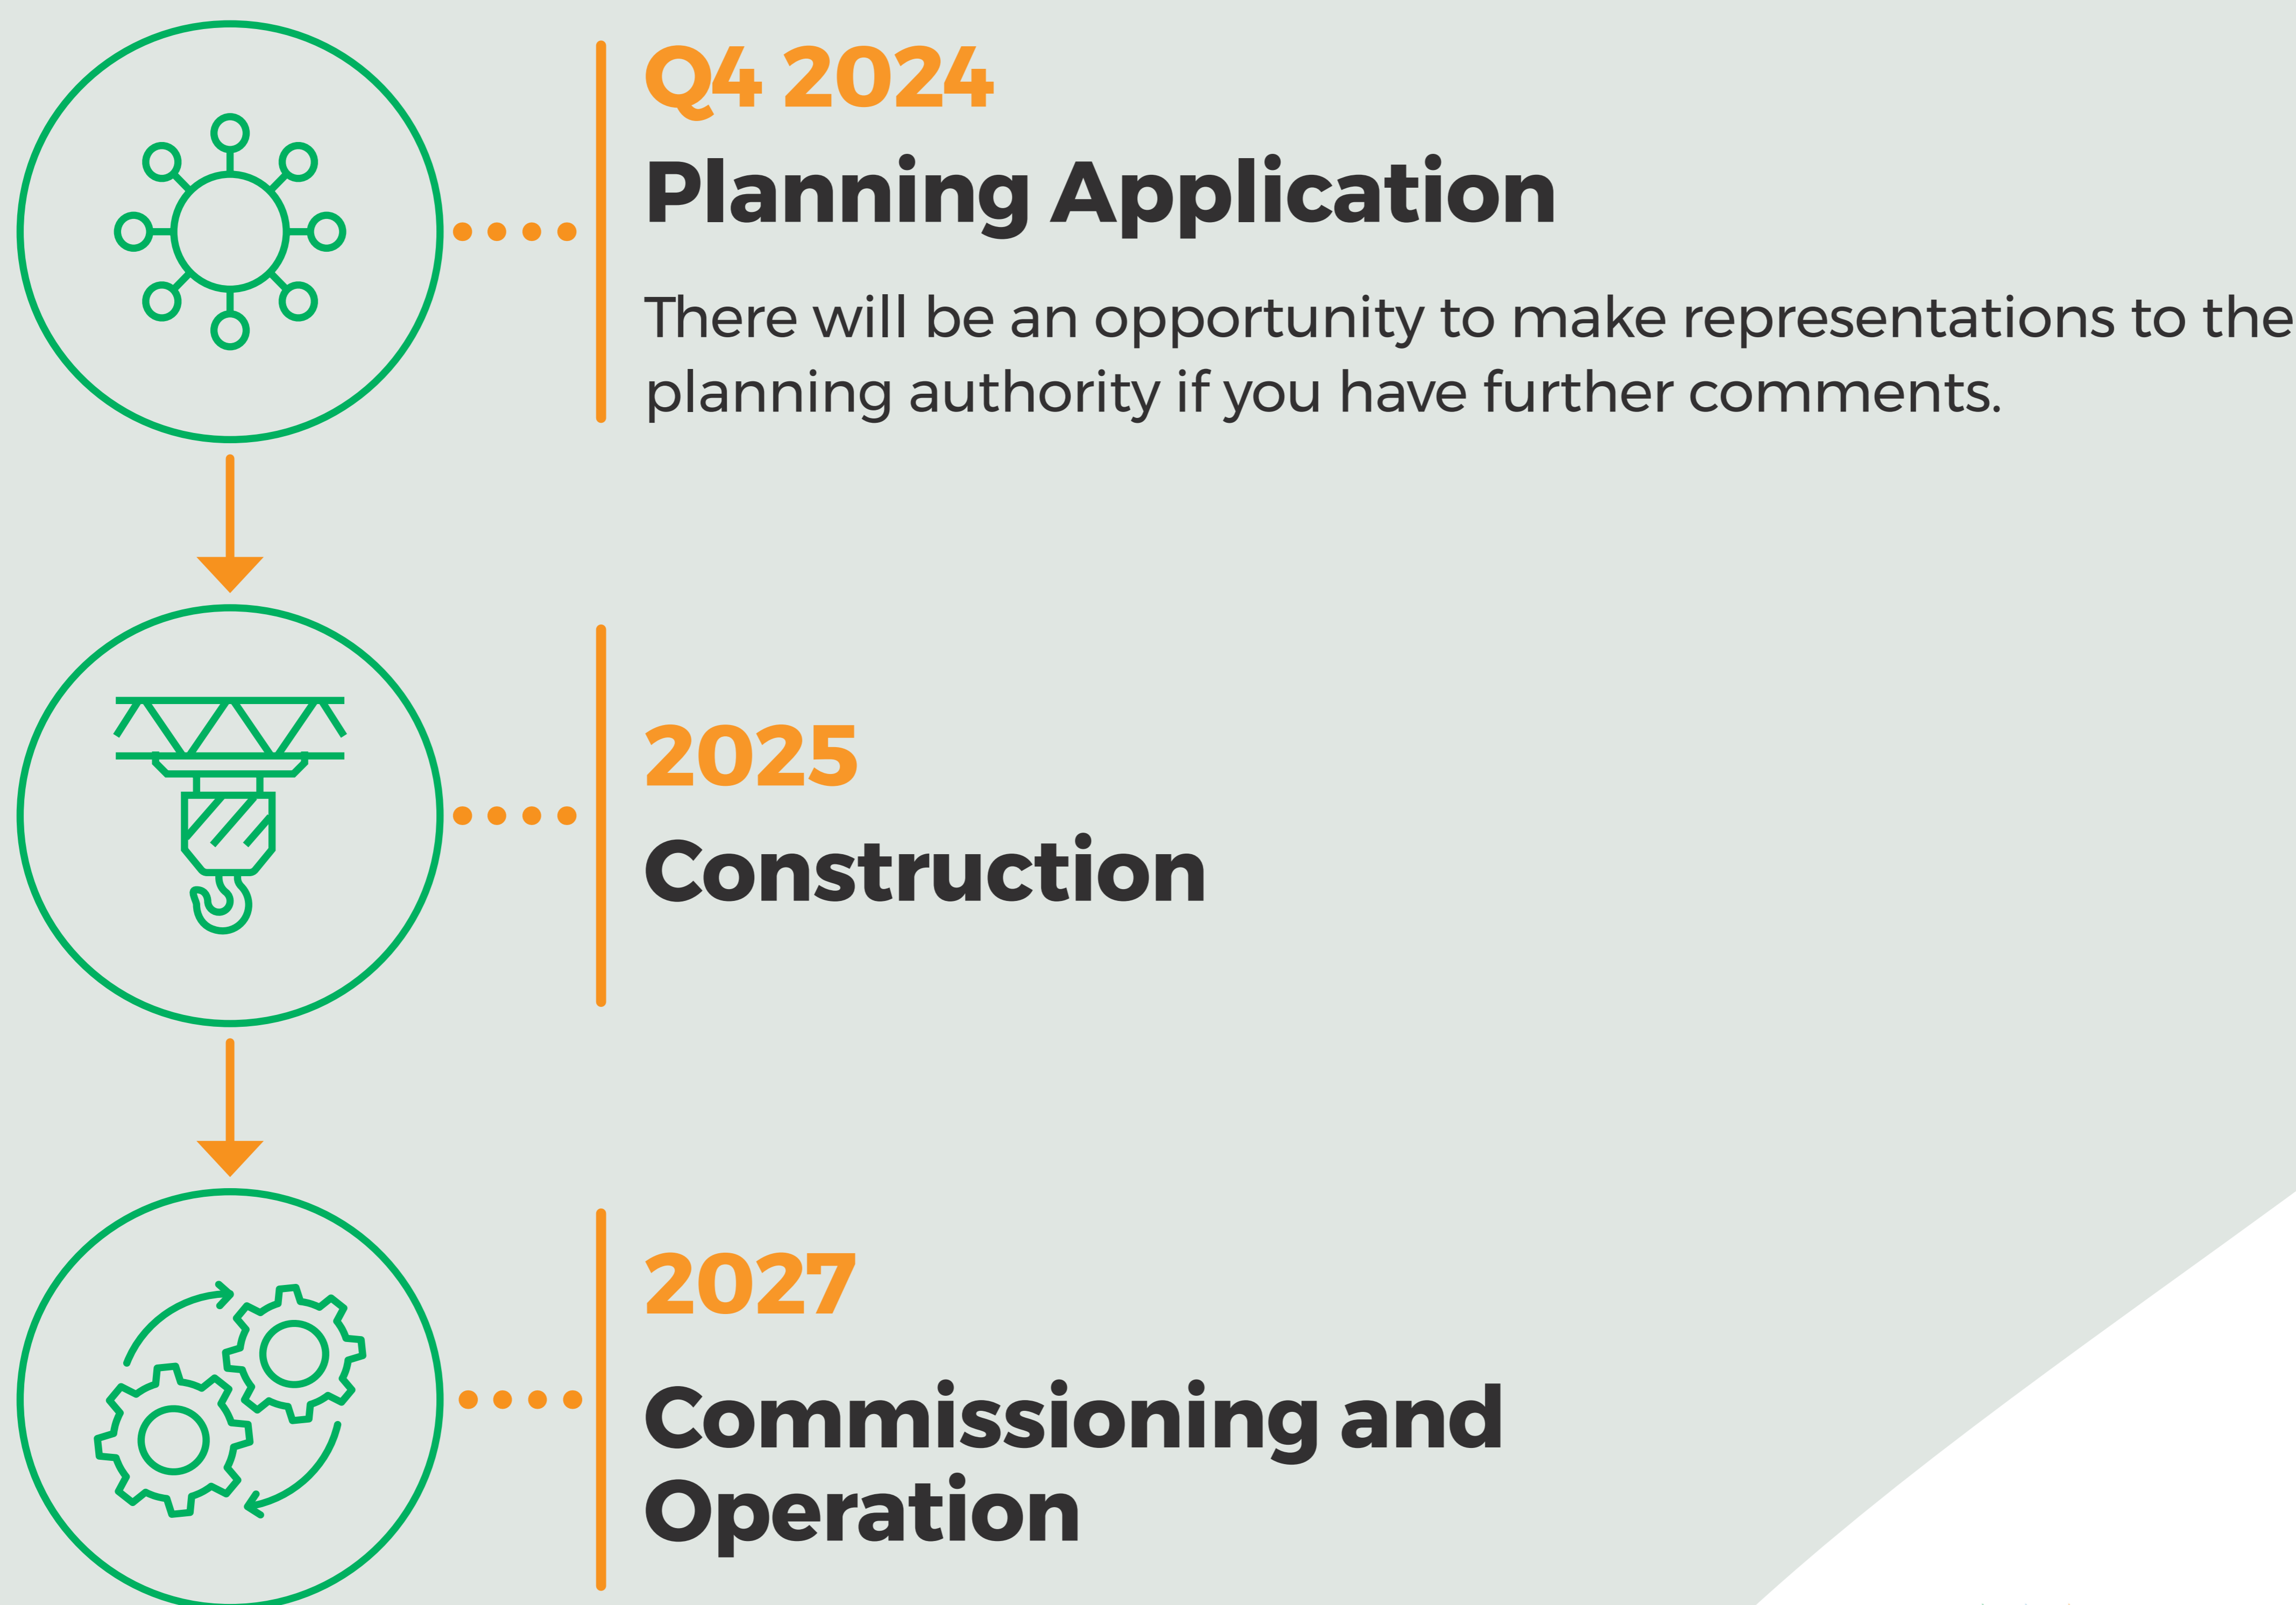 Q4 2024
Planning Application
There will be an opportunity to make representations to the
planning authority if you have further comments.
2025
Construction
2027
Commissioning and
Operation